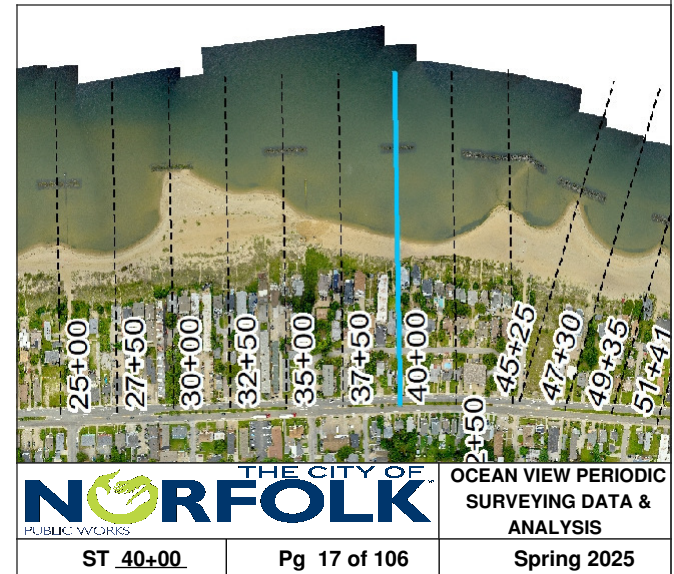 25+00
27+50
30+00
32+50
35+00
37+50
40+00
2+50
45+25
47+30
49+35
51+41
THE CITY OF
NORFOLK
PUBLIC WORKS
OCEAN VIEW PERIODIC
SURVEYING DATA &
ANALYSIS
ST 40+00
Pg 17 of 106
Spring 2025